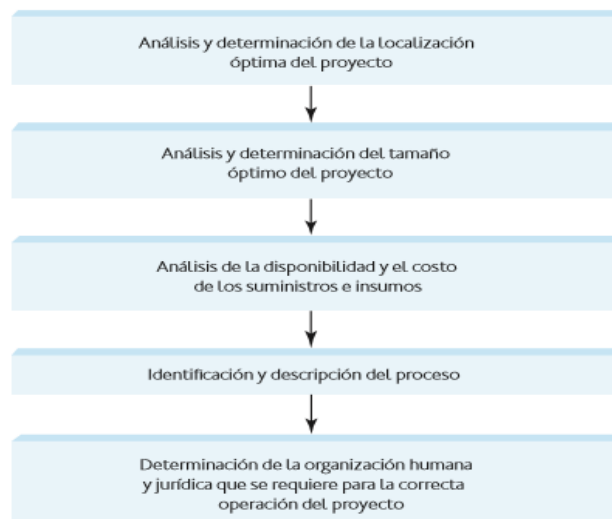 Análisis y determinación de la localización
óptima del proyecto
Análisis y determinación del tamaño
óptimo del proyecto
Análisis de la disponibilidad y el costo
de los suministros e insumos
Identificación y descripción del proceso
Determinación de la organización humana
y jurídica que se requiere para la correcta
operación del proyecto